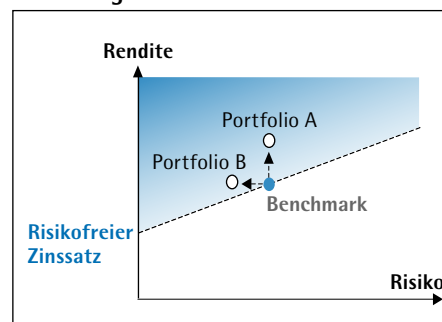 Rendite
Portfolio A
Portfolio B
Benchmark
Risikofreier
Zinssatz
Risiko